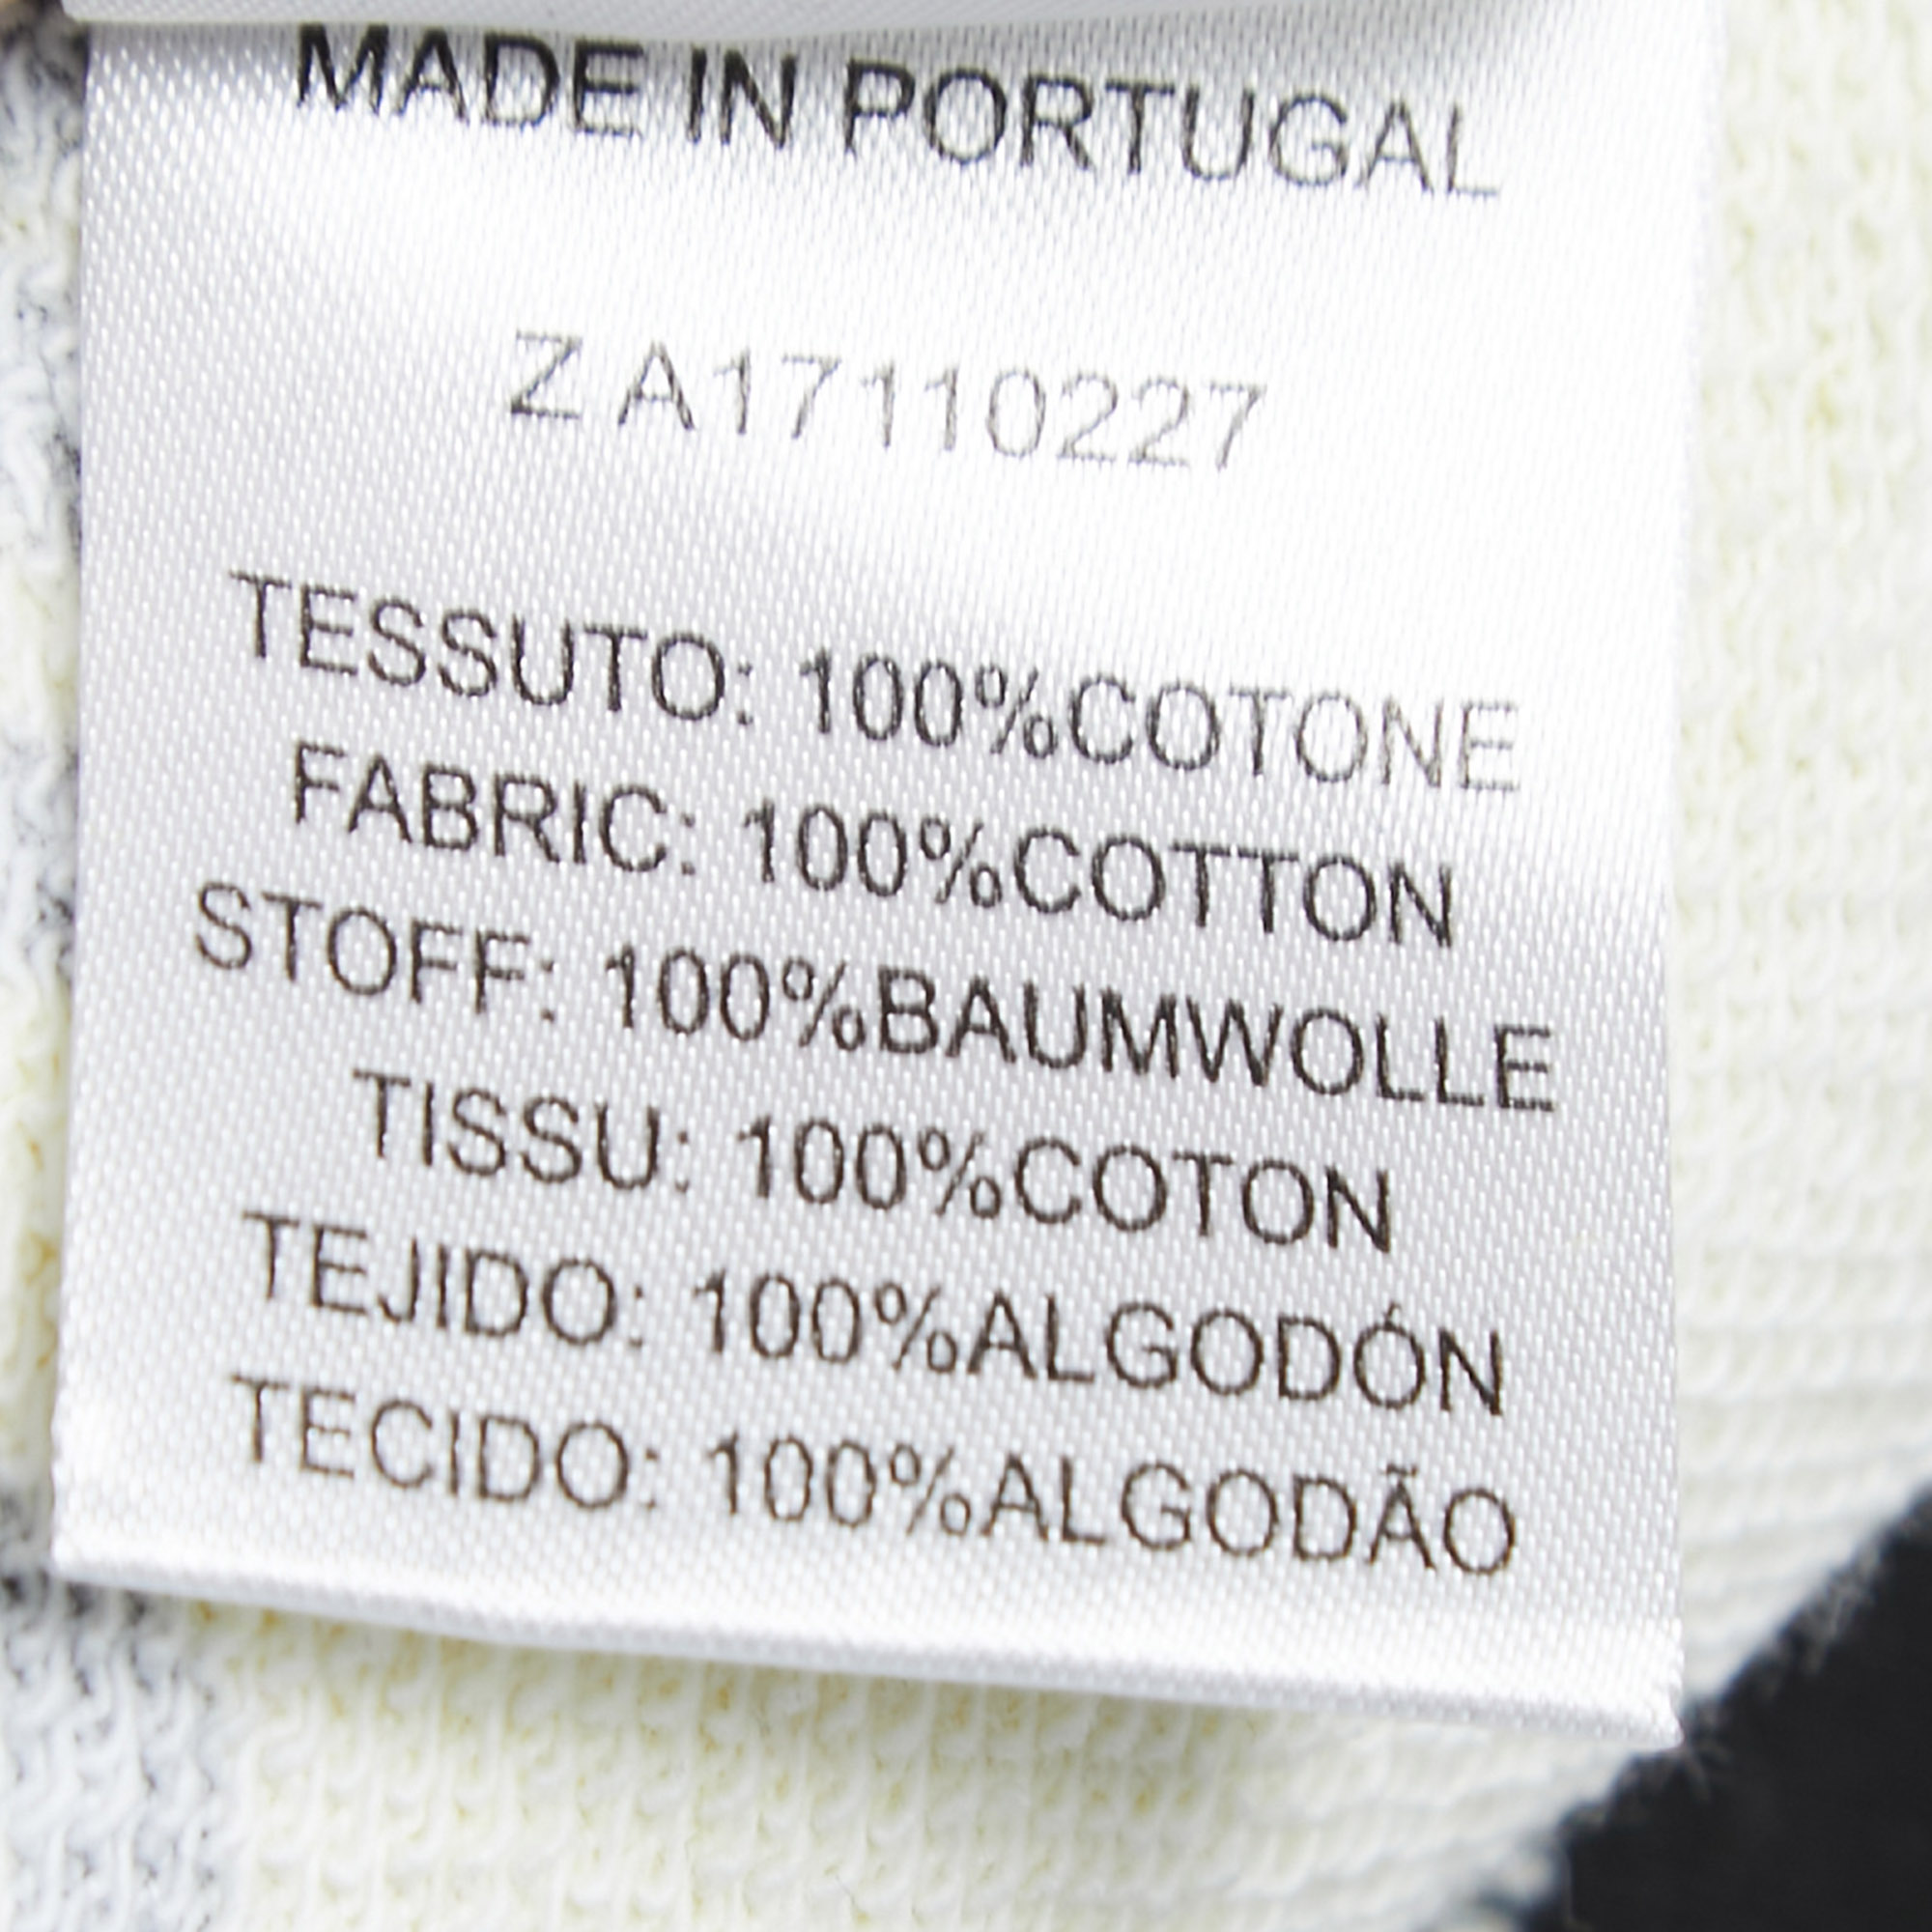 MADE IN PORTUGAL
ZA17110227
TESSUTO: 100%COTONE
FABRIC: 100%COTTON
STOFF: 100%BAUMWOLLE
TISSU: 100%COTON
TEJIDO: 100%ALGODÓN
TECIDO: 100%ALGODÃO